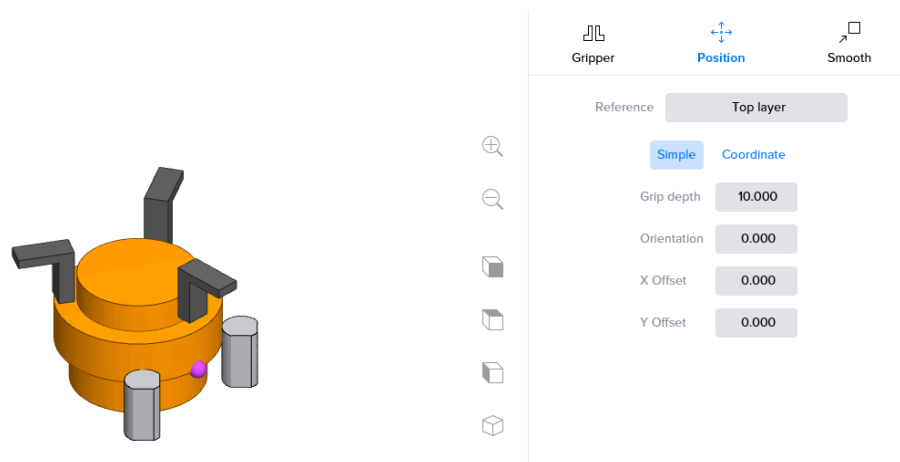 Gripper Position Smooth
Reference Top layer
Simple Coordinate
Grip depth 10.000
Orientation 0.000
X Offset 0.000
Y Offset 0.000